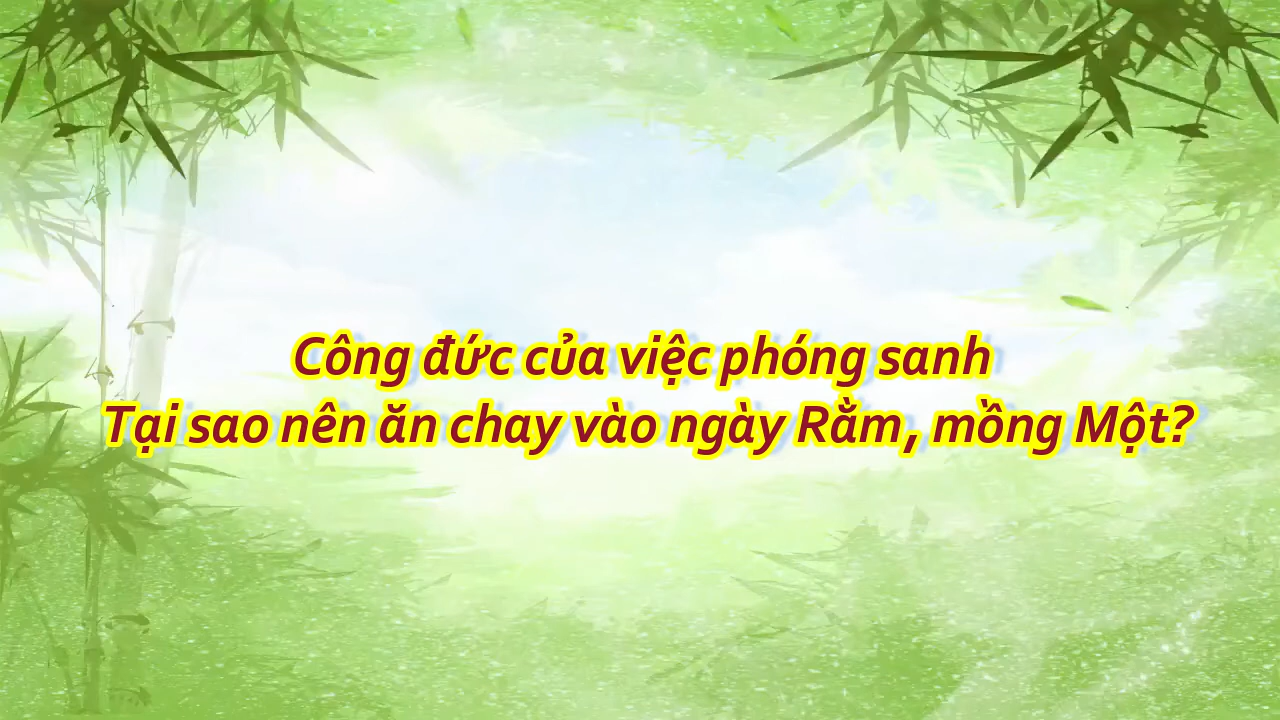 Công đức của việc phóng sanh
Tại sao nên ăn chay vào ngày Rằm, mồng Một?